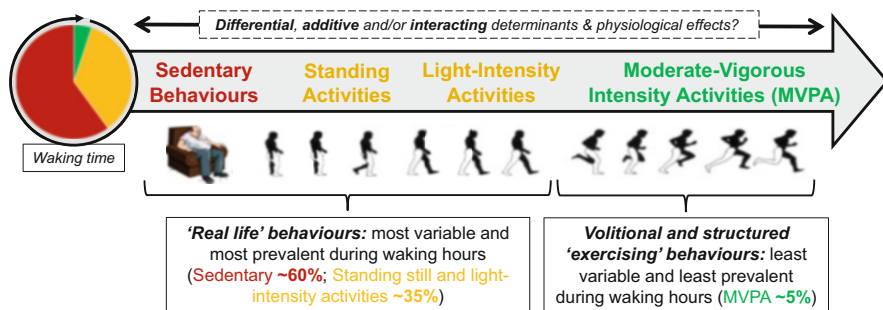 Differential, additive and/or interacting determinants & physiological effects?
Sedentary
Behaviours
Standing
Activities
Light-Intensity
Activities
Moderate-Vigorous
Intensity Activities (MVPA)
Waking time
‘Real life’ behaviours: most variable and
most prevalent during waking hours
(Sedentary ~60%; Standing still and light-
intensity activities ~35%)
Volitional and structured
‘exercising’ behaviours: least
variable and least prevalent
during waking hours (MVPA ~5%)